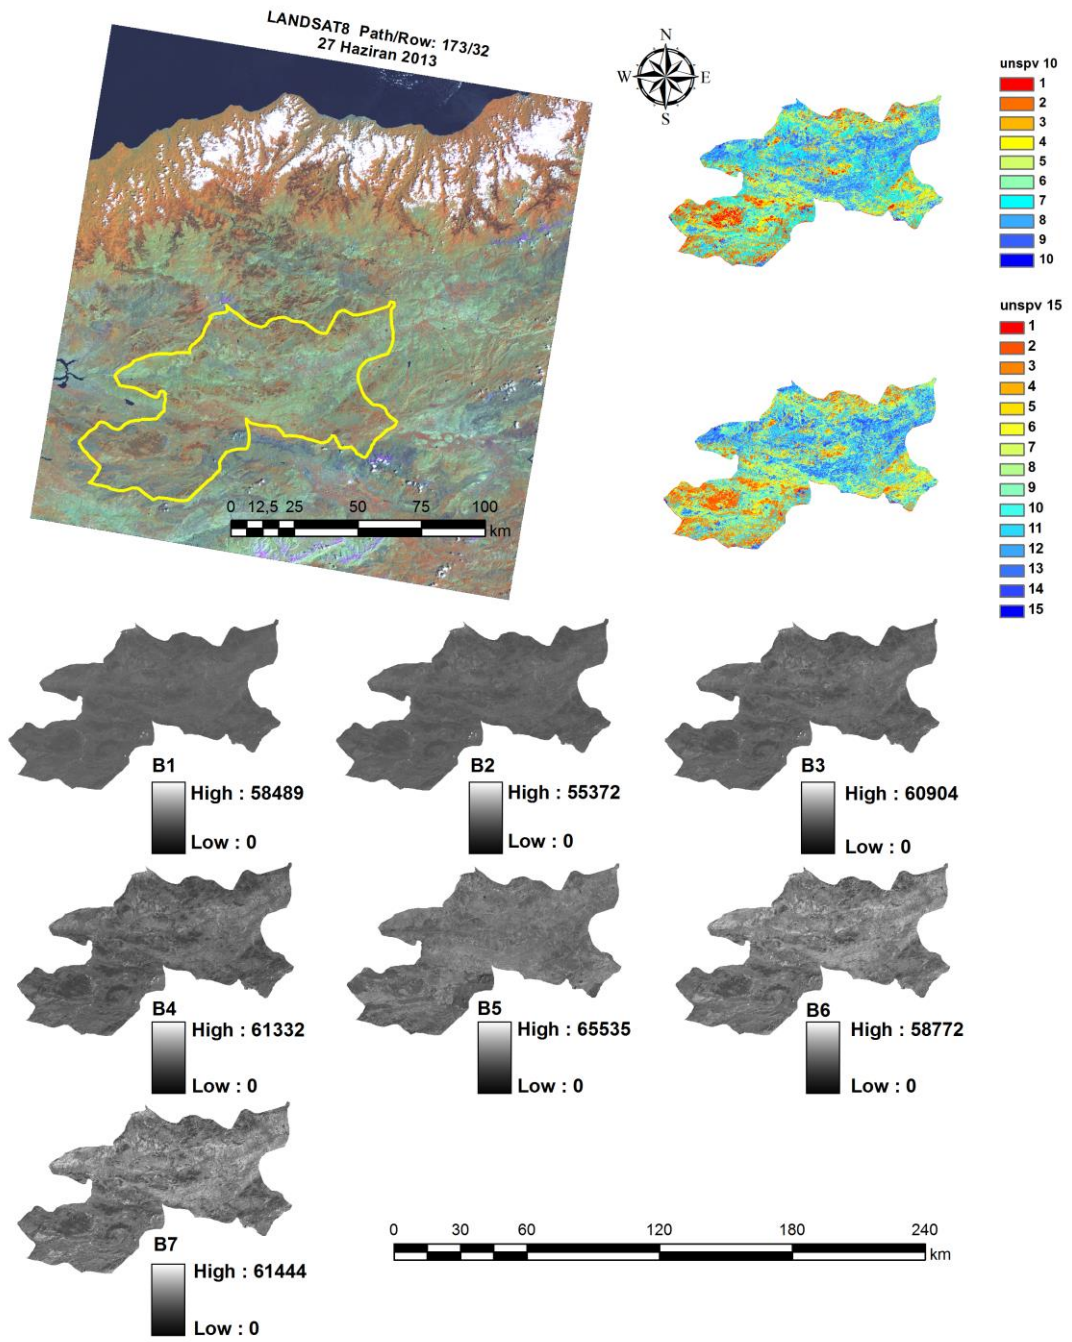 LANDSAT8 Path/Row: 173/32
27 Haziran 2013
N
W
E
S
unspv 10
1
2
3
4
5
6
7
8
9
10
unspv 15
1
2
3
4
5
6
7
8
9
10
11
12
13
14
15
0 12,5 25 50 75 100
km
B1
High : 58489
Low : 0
B2
High : 55372
Low : 0
B3
High : 60904
Low : 0
B4
High : 61332
Low : 0
B5
High : 65535
Low : 0
B6
High : 58772
Low : 0
B7
High : 61444
Low : 0
0 30 60 120 180 240
km